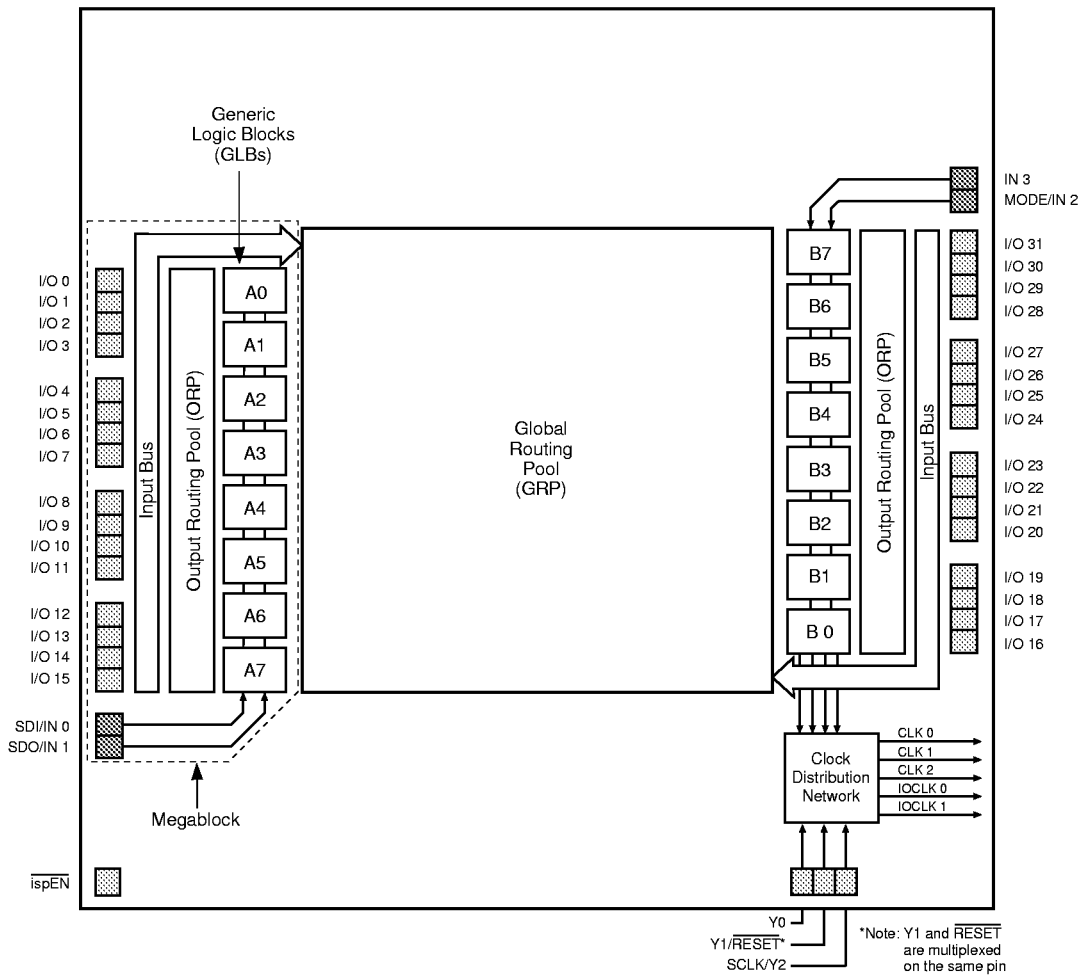 Generic
Logic Blocks
(GLBs)
IN 3
MODE/IN 2
I/O 0
I/O 1
I/O 2
I/O 3
I/O 4
I/O 5
I/O 6
I/O 7
I/O 8
I/O 9
I/O 10
I/O 11
I/O 12
I/O 13
I/O 14
I/O 15
SDI/IN 0
SDO/IN 1
Input Bus
Output Routing Pool (ORP)
A0
A1
A2
A3
A4
A5
A6
A7
Megablock
Global
Routing
Pool
(GRP)
B7
B6
B5
B4
B3
B2
B1
B 0
Output Routing Pool (ORP)
Input Bus
I/O 31
I/O 30
I/O 29
I/O 28
I/O 27
I/O 26
I/O 25
I/O 24
I/O 23
I/O 22
I/O 21
I/O 20
I/O 19
I/O 18
I/O 17
I/O 16
Clock
Distribution
Network
CLK 0
CLK 1
CLK 2
IOCLK 0
IOCLK 1
ispEN
Y0
Y1/RESET*
SCLK/Y2
*Note: Y1 and RESET
are multiplexed
on the same pin